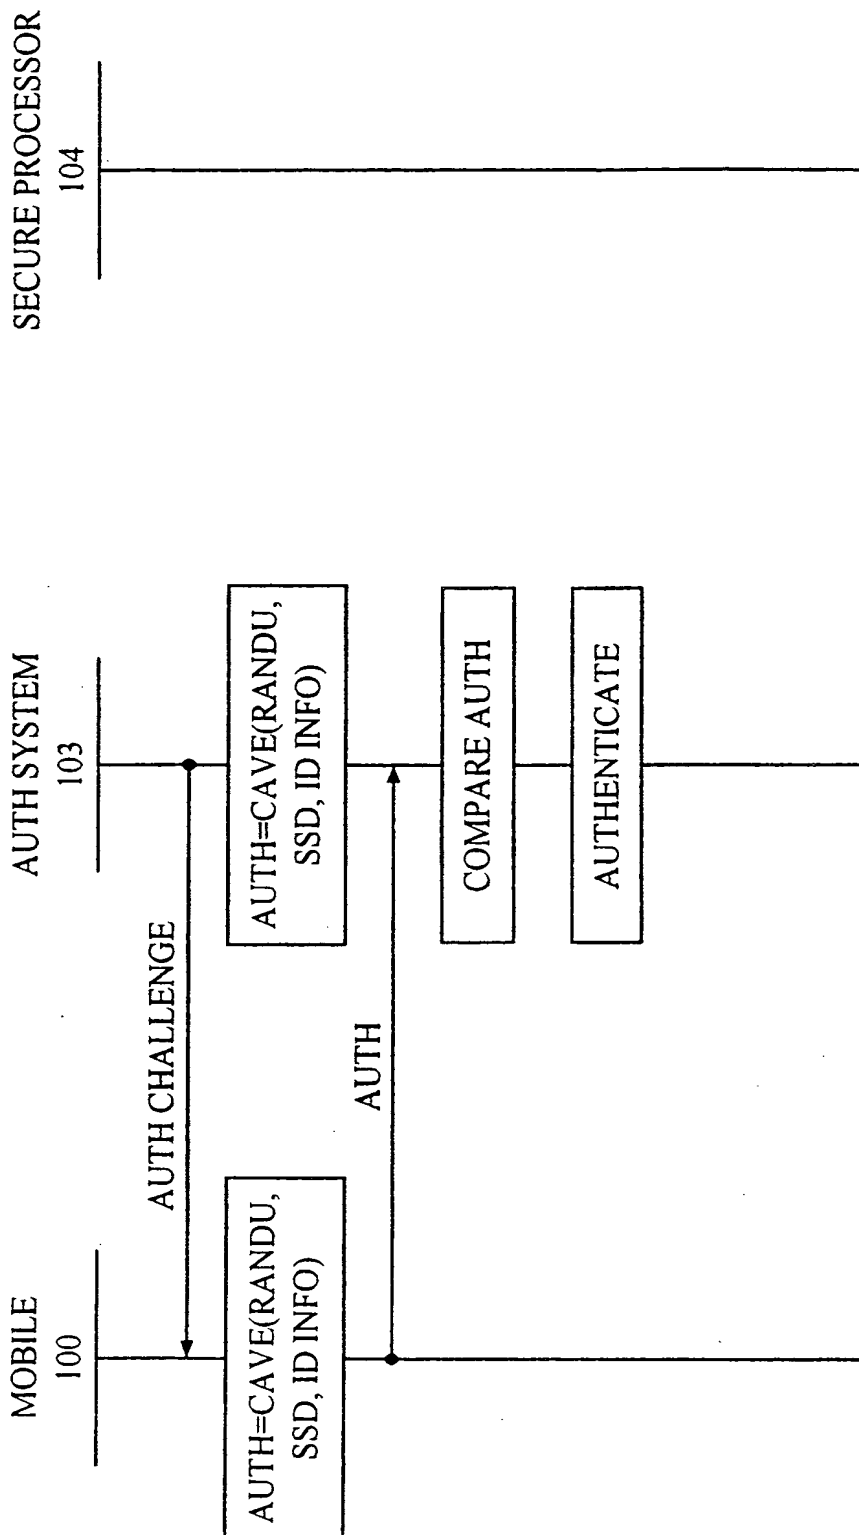 MOBILE
100
AUTH SYSTEM
103
SECURE PROCESSOR
104
AUTH CHALLENGE
AUTH=CAVE(RANDU,
SSD, ID INFO)
AUTH=CAVE(RANDU,
SSD, ID INFO)
AUTH
COMPARE AUTH
AUTHENTICATE